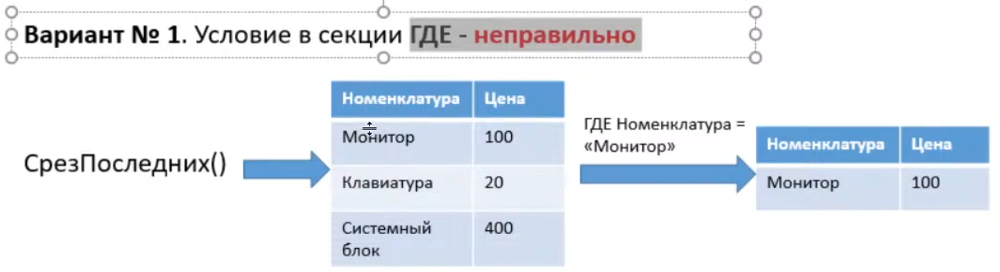 Вариант № 1. Условие в секции ГДЕ - неправильно
СрезПоследних()
Номенклатура Цена
Монитор 100
Клавиатура 20
Системный блок 400
ГДЕ Номенклатура =
«Монитор»
Номенклатура Цена
Монитор 100